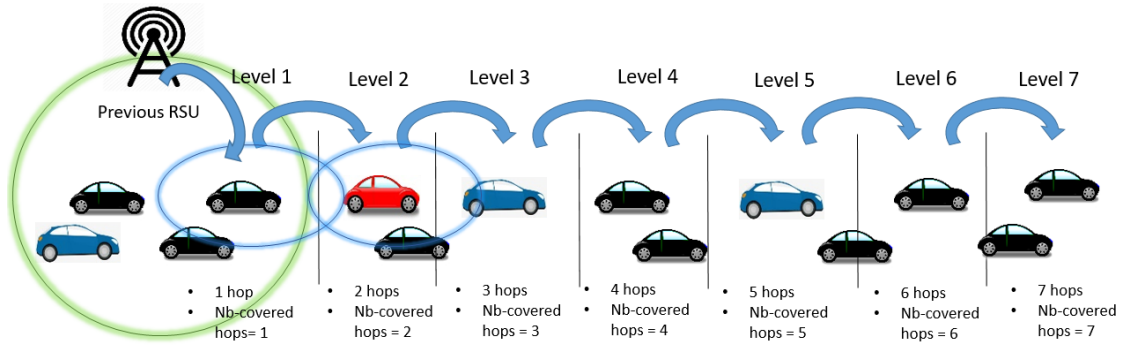 Level 1
Level 2
Level 3
Level 4
Level 5
Level 6
Level 7
Previous RSU
• 1 hop
• Nb-covered
hops= 1
• 2 hops
• Nb-covered
hops = 2
• 3 hops
• Nb-covered
hops = 3
• 4 hops
• Nb-covered
hops = 4
• 5 hops
• Nb-covered
hops = 5
• 6 hops
• Nb-covered
hops = 6
• 7 hops
• Nb-covered
hops = 7